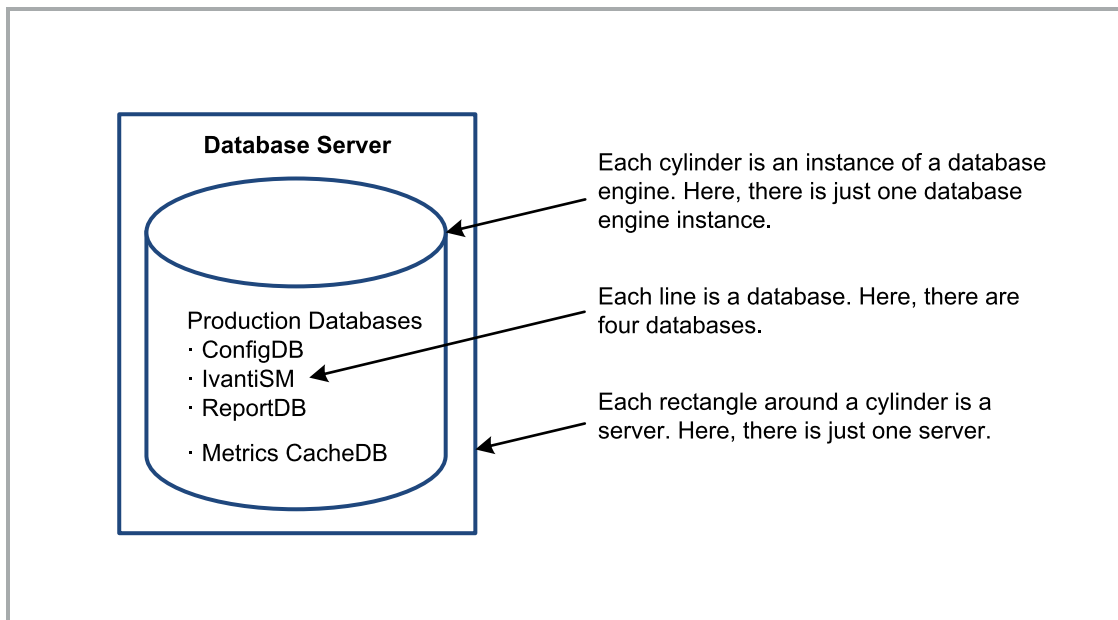 Database Server
Production Databases
· ConfigDB
· IvantiSM
· ReportDB
· Metrics CacheDB
Each cylinder is an instance of a database
engine. Here, there is just one database
engine instance.
Each line is a database. Here, there are
four databases.
Each rectangle around a cylinder is a
server. Here, there is just one server.